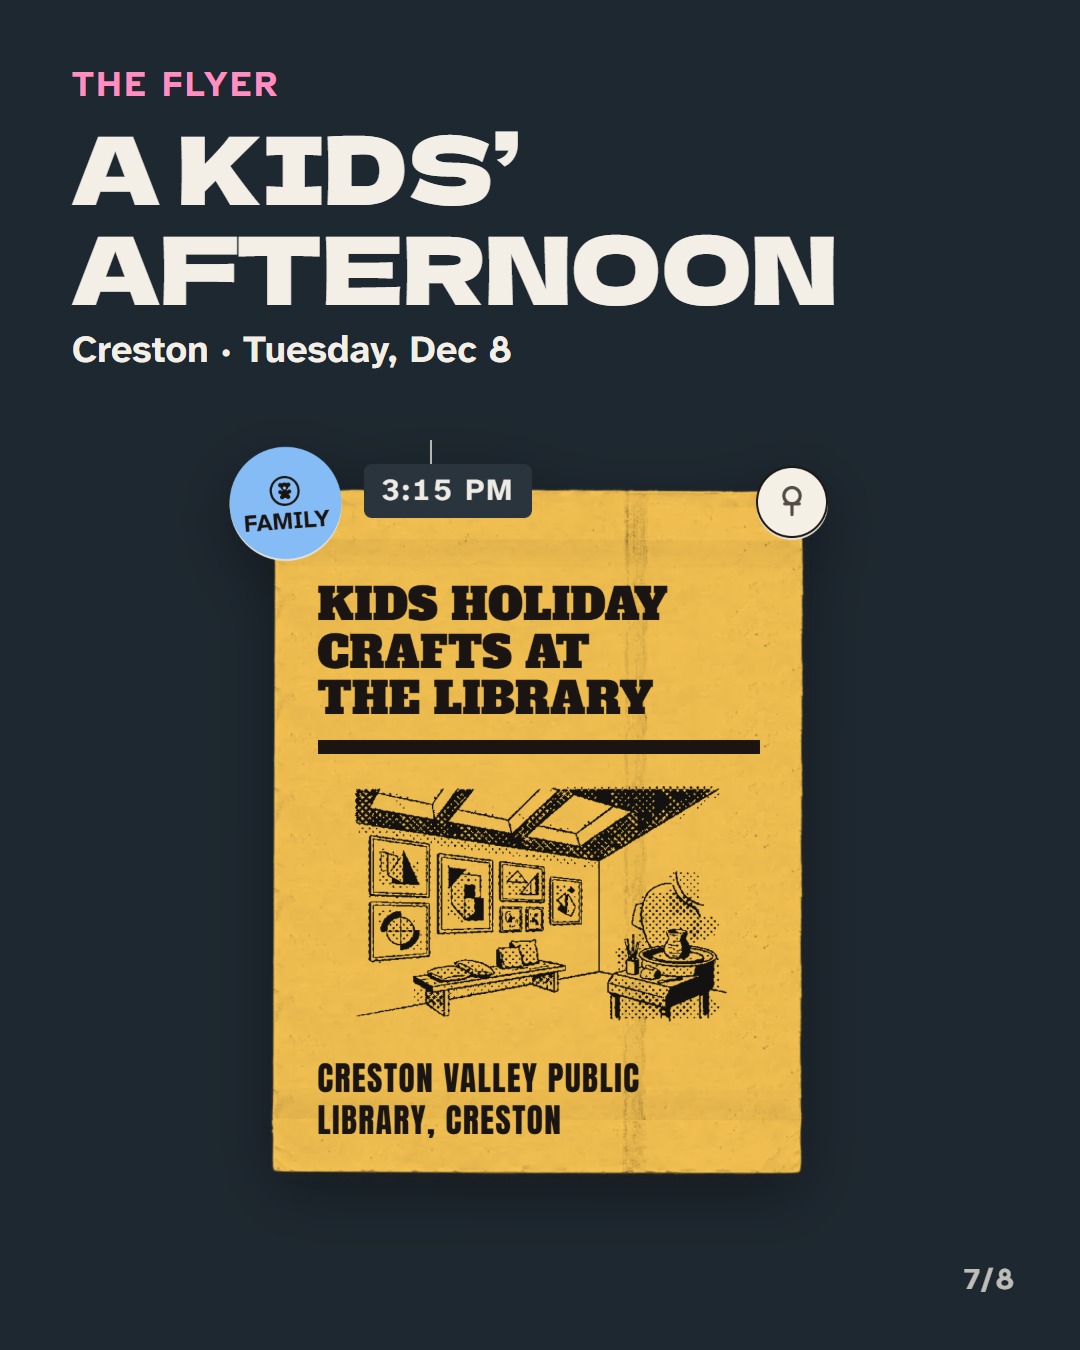 THE FLYER
A KIDS’
AFTERNOON
Creston · Tuesday, Dec 8
FAMILY
3:15 PM
KIDS HOLIDAY
CRAFTS AT
THE LIBRARY
CRESTON VALLEY PUBLIC
LIBRARY, CRESTON
7/8